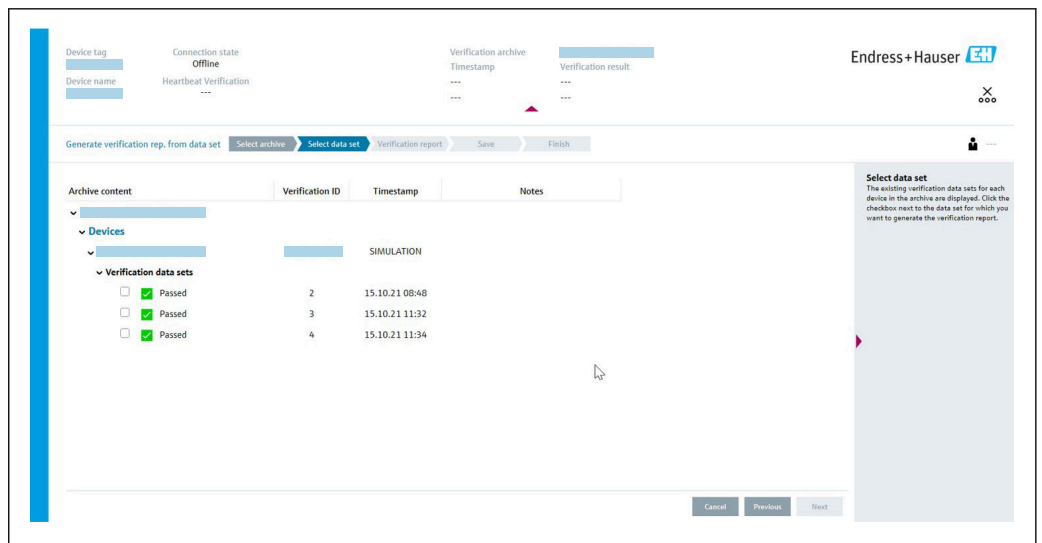 Device tag
Connection state
Offline
Device name
Heartbeat Verification
---
Verification archive
Timestamp
Verification result
---
---
---
---
Endress+Hauser EH
Generate verification rep. from data set
Select archive
Select data set
Verification report
Save
Finish
---
Archive content
Verification ID
Timestamp
Notes
Devices
SIMULATION
Verification data sets
Passed 2 15.10.21 08:48
Passed 3 15.10.21 11:32
Passed 4 15.10.21 11:34
Select data set
The existing verification data sets for each
device in the archive are displayed. Click the
checkbox next to the data set for which you
want to generate the verification report.
Cancel
Previous
Next